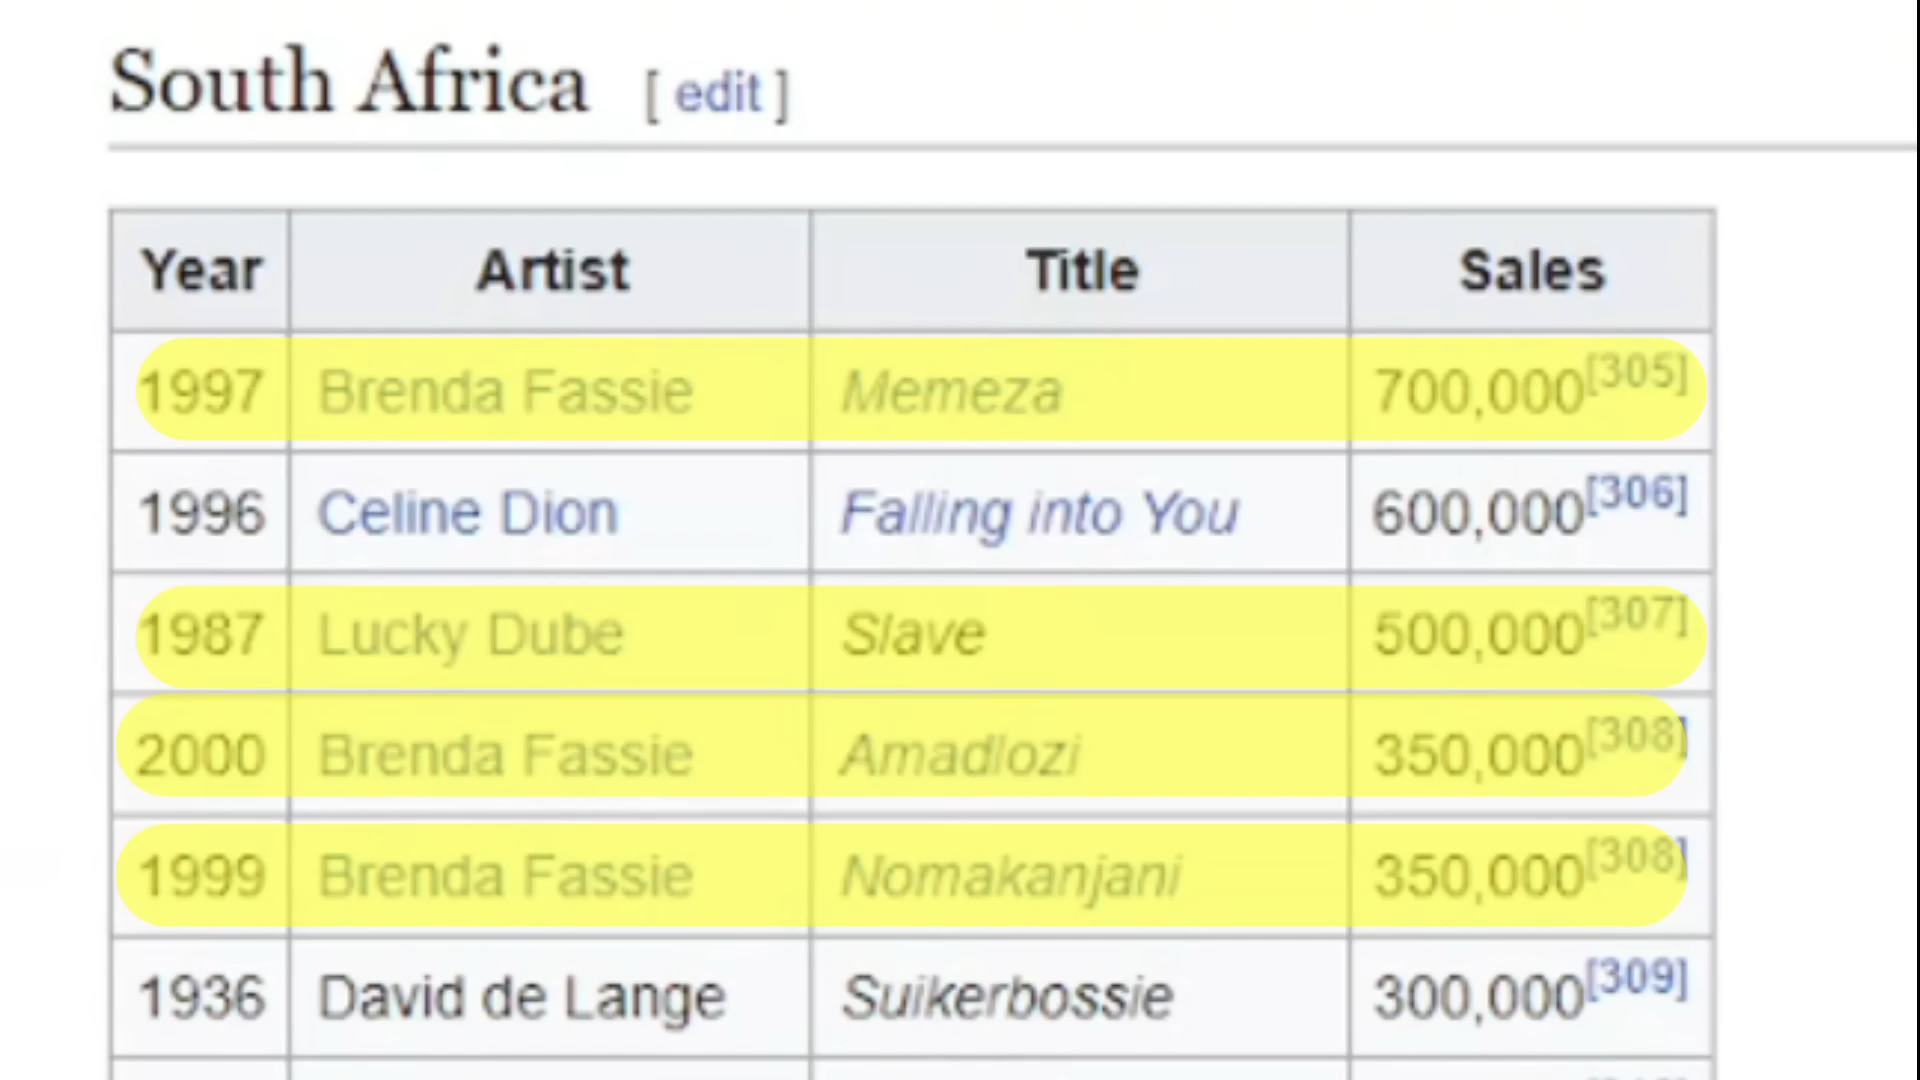 South Africa [ edit ]
Year Artist Title Sales
1997 Brenda Fassie Memeza 700,000[305]
1996 Celine Dion Falling into You 600,000[306]
1987 Lucky Dube Slave 500,000[307]
2000 Brenda Fassie Amadlozi 350,000[308]
1999 Brenda Fassie Nomakanjani 350,000[308]
1936 David de Lange Suikerbossie 300,000[309]